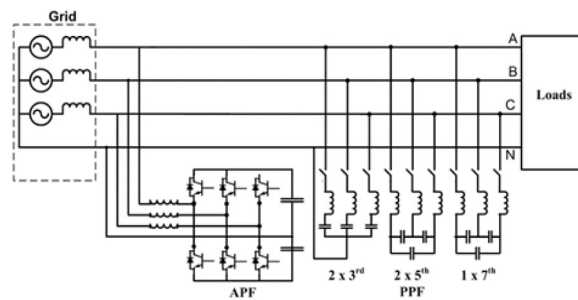 Grid
A
B
C
N
Loads
APF
2 x 3rd
2 x 5th
1 x 7th
PPF